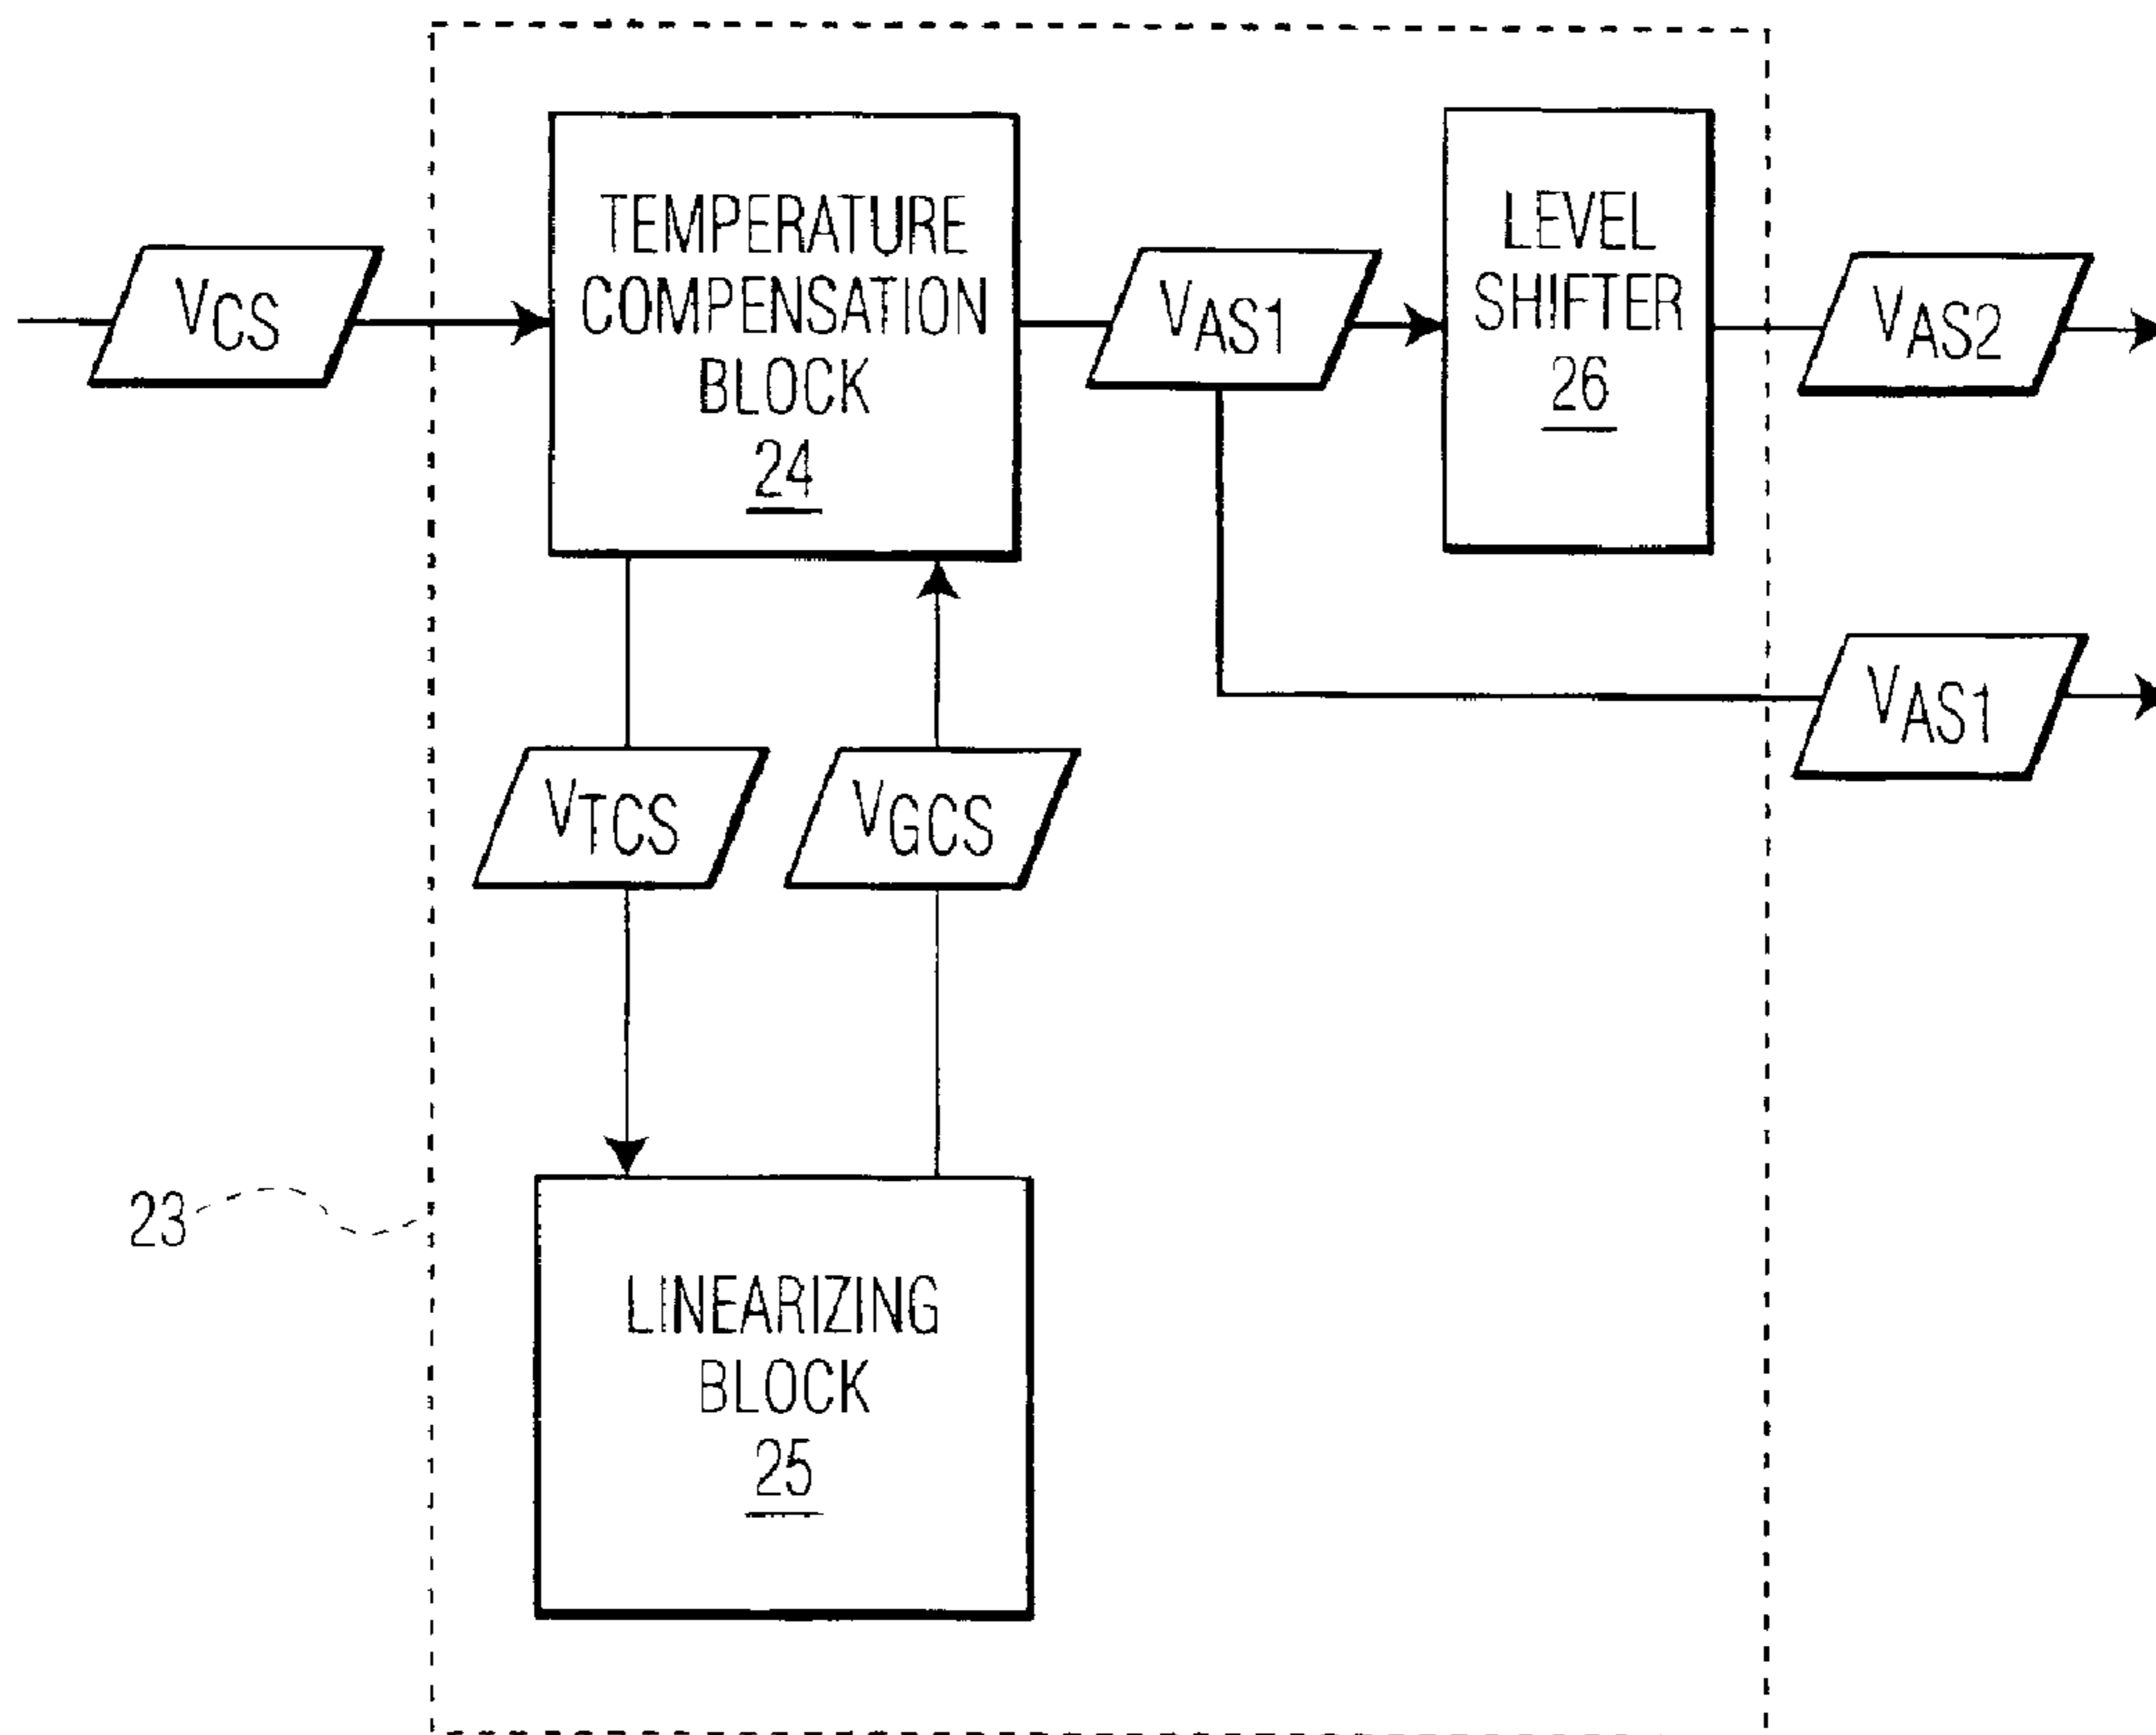 VCS
TEMPERATURE
COMPENSATION
BLOCK
24
VAS1
LEVEL
SHIFTER
26
VAS2
VAS1
VTCS
VGCS
23
LINEARIZING
BLOCK
25